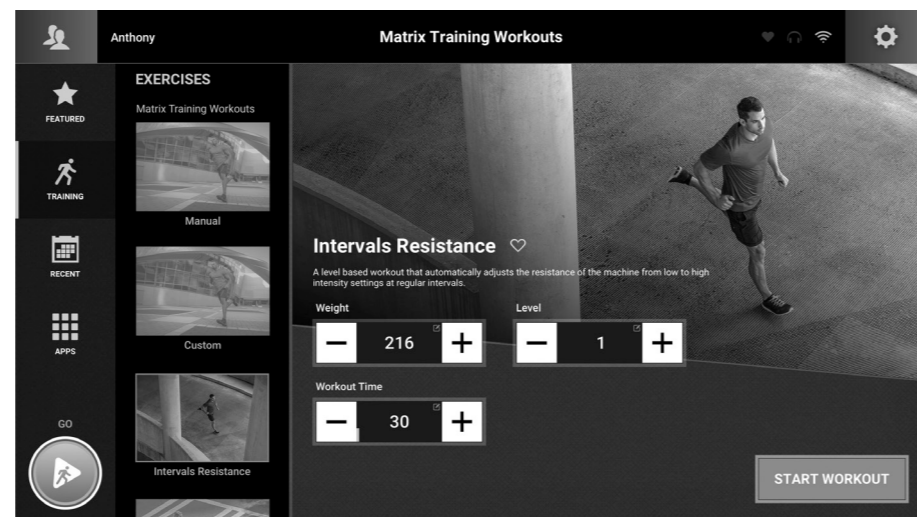 Anthony
Matrix Training Workouts
FEATURED
TRAINING
RECENT
APPS
GO
EXERCISES
Matrix Training Workouts
Manual
Custom
Intervals Resistance
Intervals Resistance
A level based workout that automatically adjusts the resistance of the machine from low to high
intensity settings at regular intervals.
Weight
Level
216
1
Workout Time
30
START WORKOUT